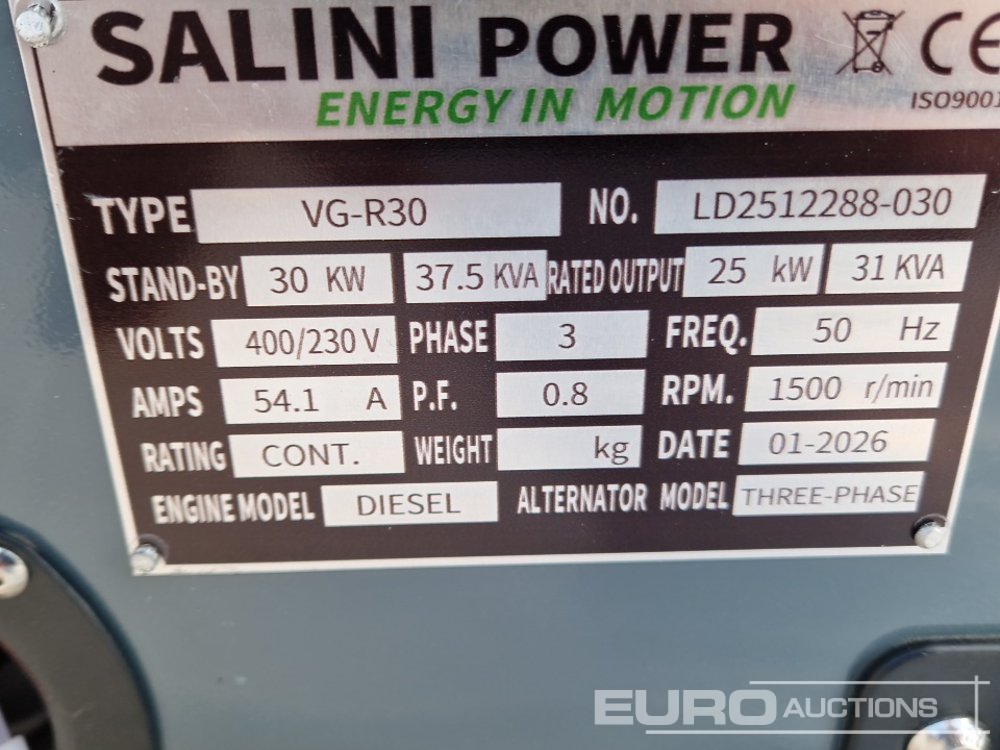 SALINI POWER CE
ENERGY IN MOTION ISO9001
TYPE VG-R30 NO. LD2512288-030
STAND-BY 30 KW 37.5 KVA RATED OUTPUT 25 kW 31 KVA
VOLTS 400/230 V PHASE 3 FREQ. 50 Hz
AMPS 54.1 A P.F. 0.8 RPM. 1500 r/min
RATING CONT. WEIGHT kg DATE 01-2026
ENGINE MODEL DIESEL ALTERNATOR MODEL THREE-PHASE
EURO AUCTIONS